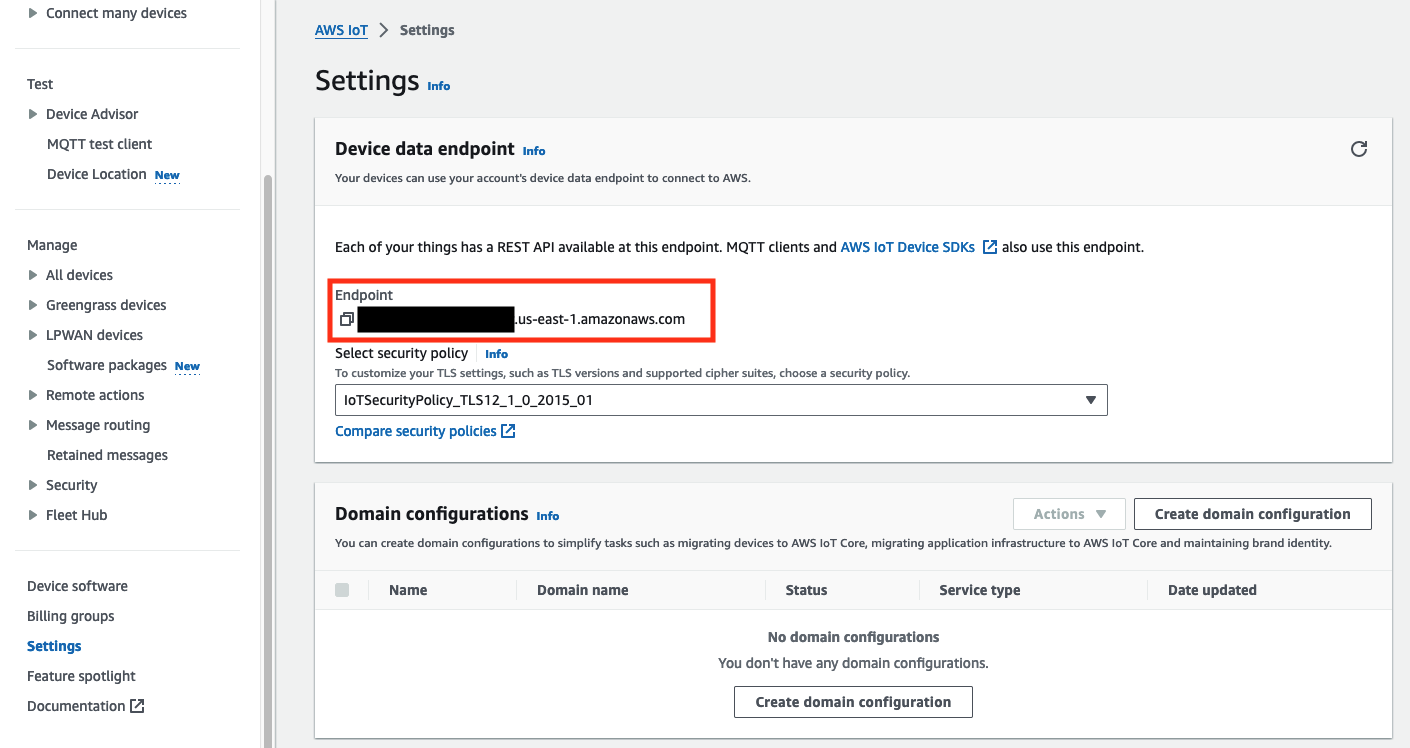 Connect many devices
Test
Device Advisor
MQTT test client
Device Location New
Manage
All devices
Greengrass devices
LPWAN devices
Software packages New
Remote actions
Message routing
Retained messages
Security
Fleet Hub
Device software
Billing groups
Settings
Feature spotlight
Documentation
AWS IoT > Settings
Settings Info
Device data endpoint Info
Your devices can use your account's device data endpoint to connect to AWS.
Each of your things has a REST API available at this endpoint. MQTT clients and AWS IoT Device SDKs also use this endpoint.
Endpoint
.us-east-1.amazonaws.com
Select security policy Info
To customize your TLS settings, such as TLS versions and supported cipher suites, choose a security policy.
IoTSecurityPolicy_TLS12_1_0_2015_01
Compare security policies
Domain configurations Info
Actions
Create domain configuration
You can create domain configurations to simplify tasks such as migrating devices to AWS IoT Core, migrating application infrastructure to AWS IoT Core and maintaining brand identity.
Name Domain name Status Service type Date updated
No domain configurations
You don't have any domain configurations.
Create domain configuration